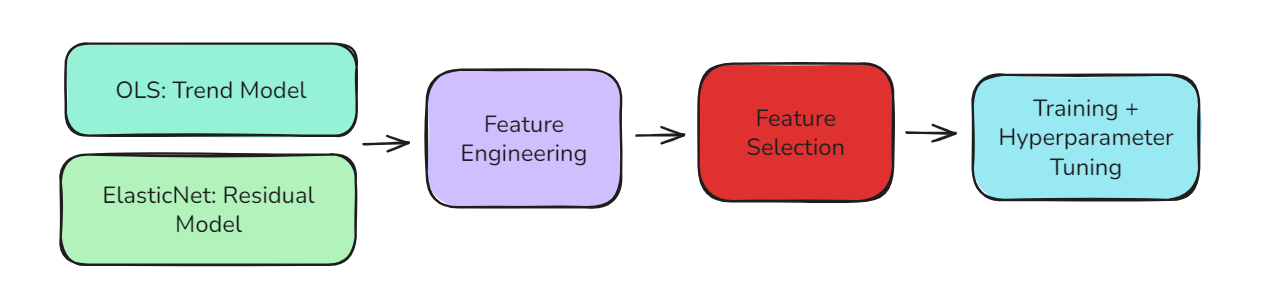 OLS: Trend Model
ElasticNet: Residual
Model
Feature
Engineering
Feature
Selection
Training +
Hyperparameter
Tuning